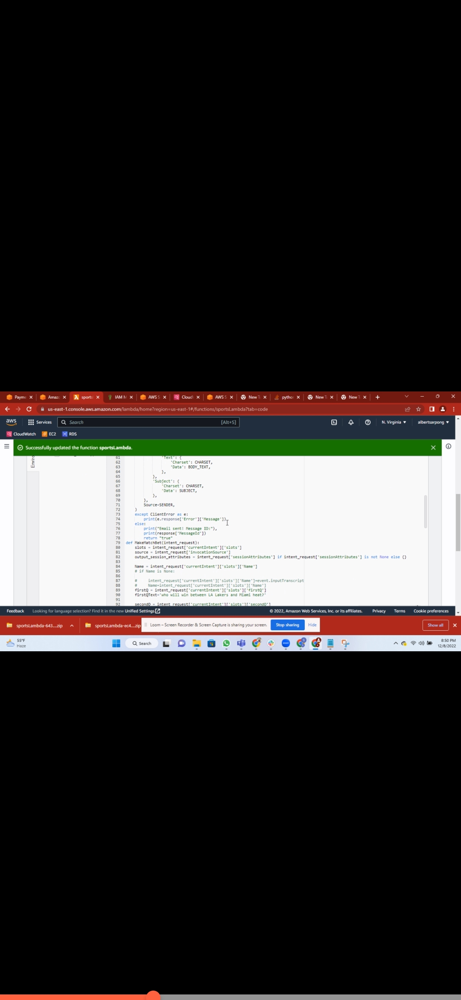 Payme Amaz sports IAM M AWS S Cloud AWS S New T pytho New T New T
us-east-1.console.aws.amazon.com/lambda/home?region=us-east-1#/functions/sportsLambda?tab=code
aws Services Search [Alt+S] N. Virginia albertsarpong
CloudWatch EC2 RDS
Successfully updated the function sportsLambda.
Enviro
61 'Text': {
62 'Charset': CHARSET,
63 'Data': BODY_TEXT,
64 },
65 },
66 'Subject': {
67 'Charset': CHARSET,
68 'Data': SUBJECT,
69 },
70 },
71 Source=SENDER,
72 )
73 except ClientError as e:
74 print(e.response['Error']['Message'])
75 else:
76 print("Email sent! Message ID:"),
77 print(response['MessageId'])
78 return "true"
79 def MakeMatchBet(intent_request):
80 slots = intent_request['currentIntent']['slots']
81 source = intent_request['invocationSource']
82 output_session_attributes = intent_request['sessionAttributes'] if intent_request['sessionAttributes'] is not None else {}
83
84 Name = intent_request['currentIntent']['slots']['Name']
85 # if Name is None:
86
87 # intent_request['currentIntent']['slots']['Name']=event.inputTranscript
88 # Name=intent_request['currentIntent']['slots']['Name']
89 firstQ = intent_request['currentIntent']['slots']['firstQ']
90 firstQText='who will win between LA Lakers and Miami heat?'
91
92 secondQ = intent_request['currentIntent']['slots']['secondQ']
Feedback Looking for language selection? Find it in the new Unified Settings © 2022, Amazon Web Services, Inc. or its affiliates. Privacy Terms Cookie preferences
sportsLambda-643....zip sportsLambda-ec4....zip Loom – Screen Recorder & Screen Capture is sharing your screen. Stop sharing Hide Show all
55°F
Haze
Search
8:50 PM
12/8/2022